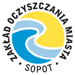 ZAKŁAD OCZYSZCZANIA MIASTA
• SOPOT •